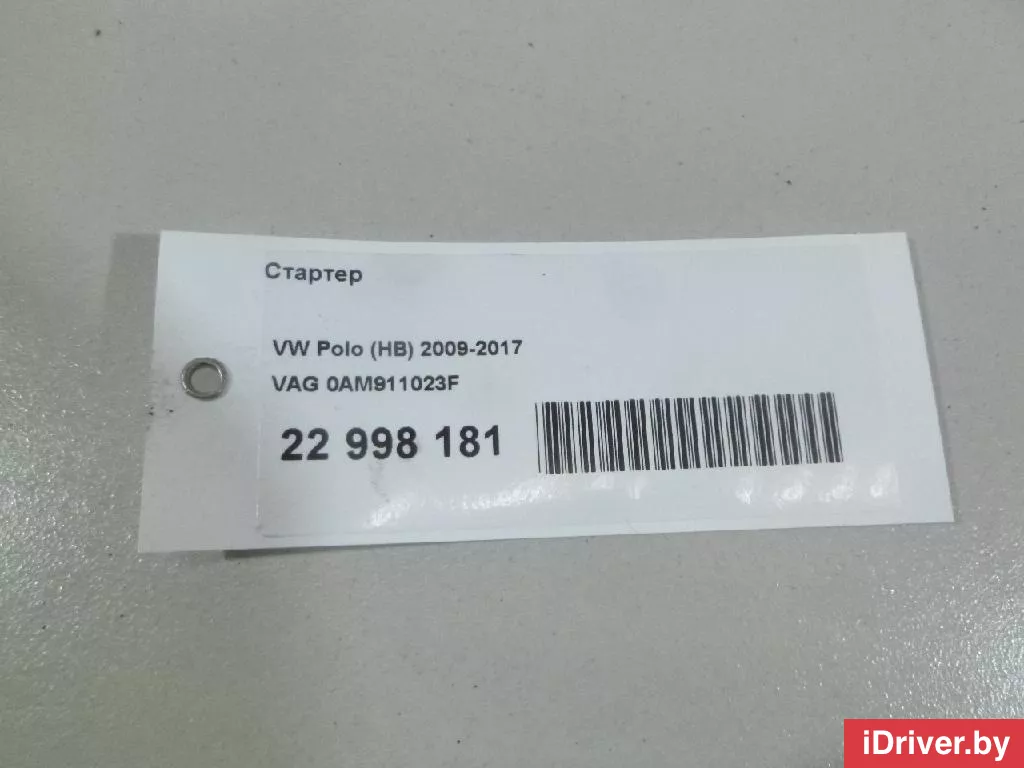 Стартер
VW Polo (HB) 2009-2017
VAG 0AM911023F
22 998 181
iDriver.by